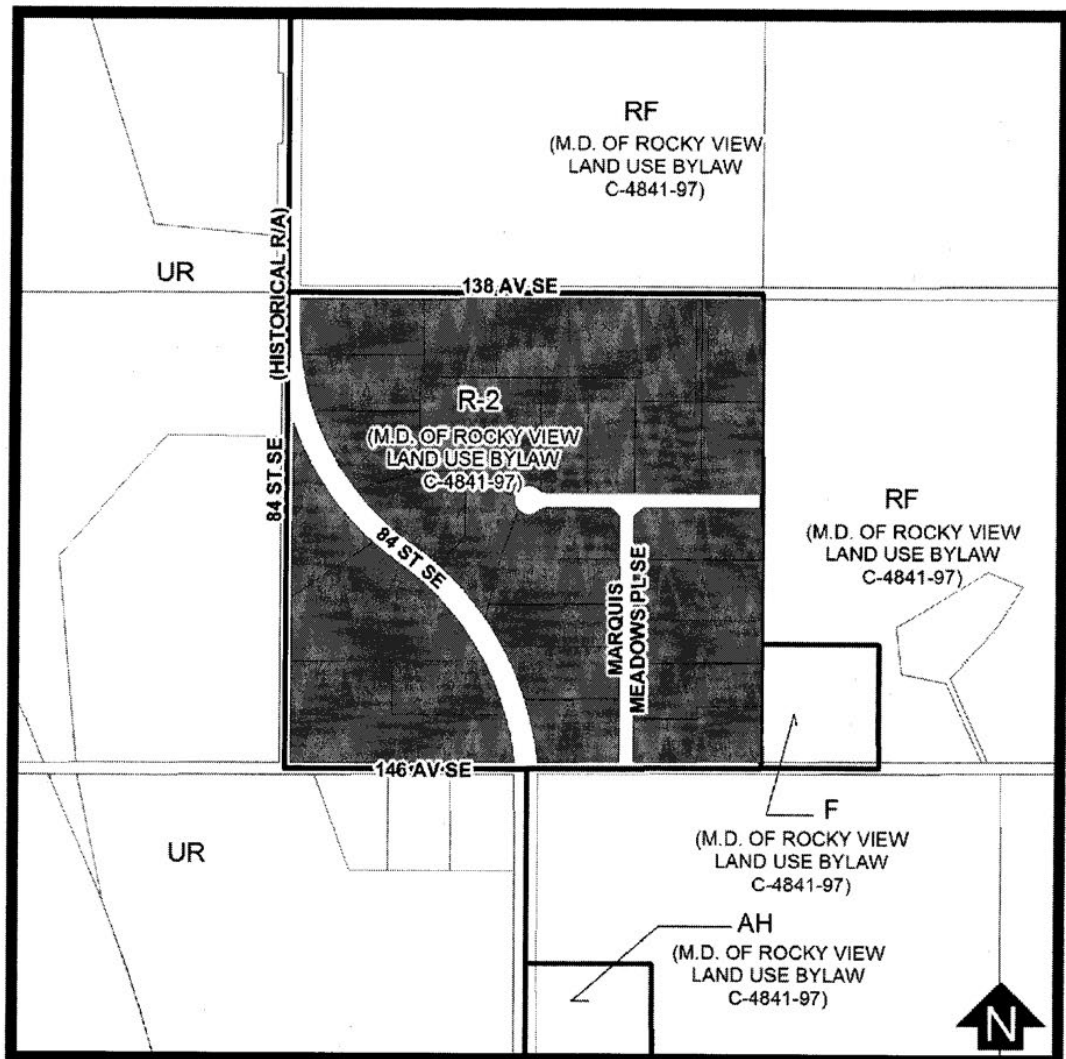 RF
(M.D. OF ROCKY VIEW
LAND USE BYLAW
C-4841-97)
(HISTORICAL R/A)
UR
138 AV SE
R-2
(M.D. OF ROCKY VIEW
LAND USE BYLAW
C-4841-97)
84 ST SE
84 ST SE
RF
(M.D. OF ROCKY VIEW
LAND USE BYLAW
C-4841-97)
MARQUIS
MEADOWS PL SE
146 AV SE
F
(M.D. OF ROCKY VIEW
LAND USE BYLAW
C-4841-97)
UR
AH
(M.D. OF ROCKY VIEW
LAND USE BYLAW
C-4841-97)
N